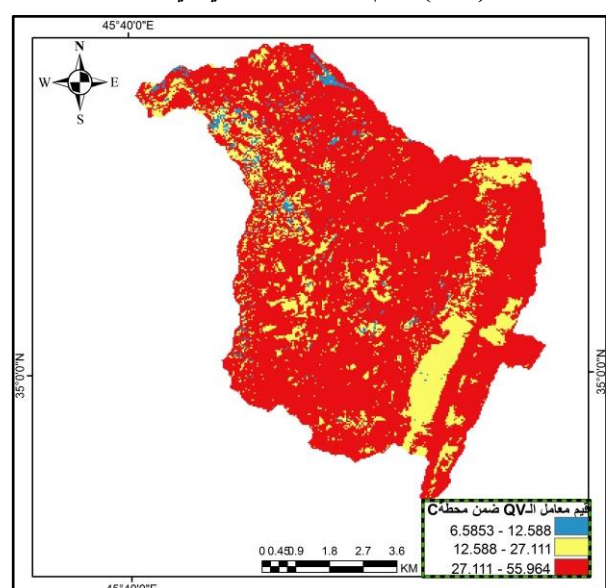 45°40'0"E
N
W E
S
35°0'0"N
35°0'0"N
قيم معامل الـQV ضمن محطةC
6.5853 - 12.588
12.588 - 27.111
27.111 - 55.964
0 0.45 0.9 1.8 2.7 3.6
KM